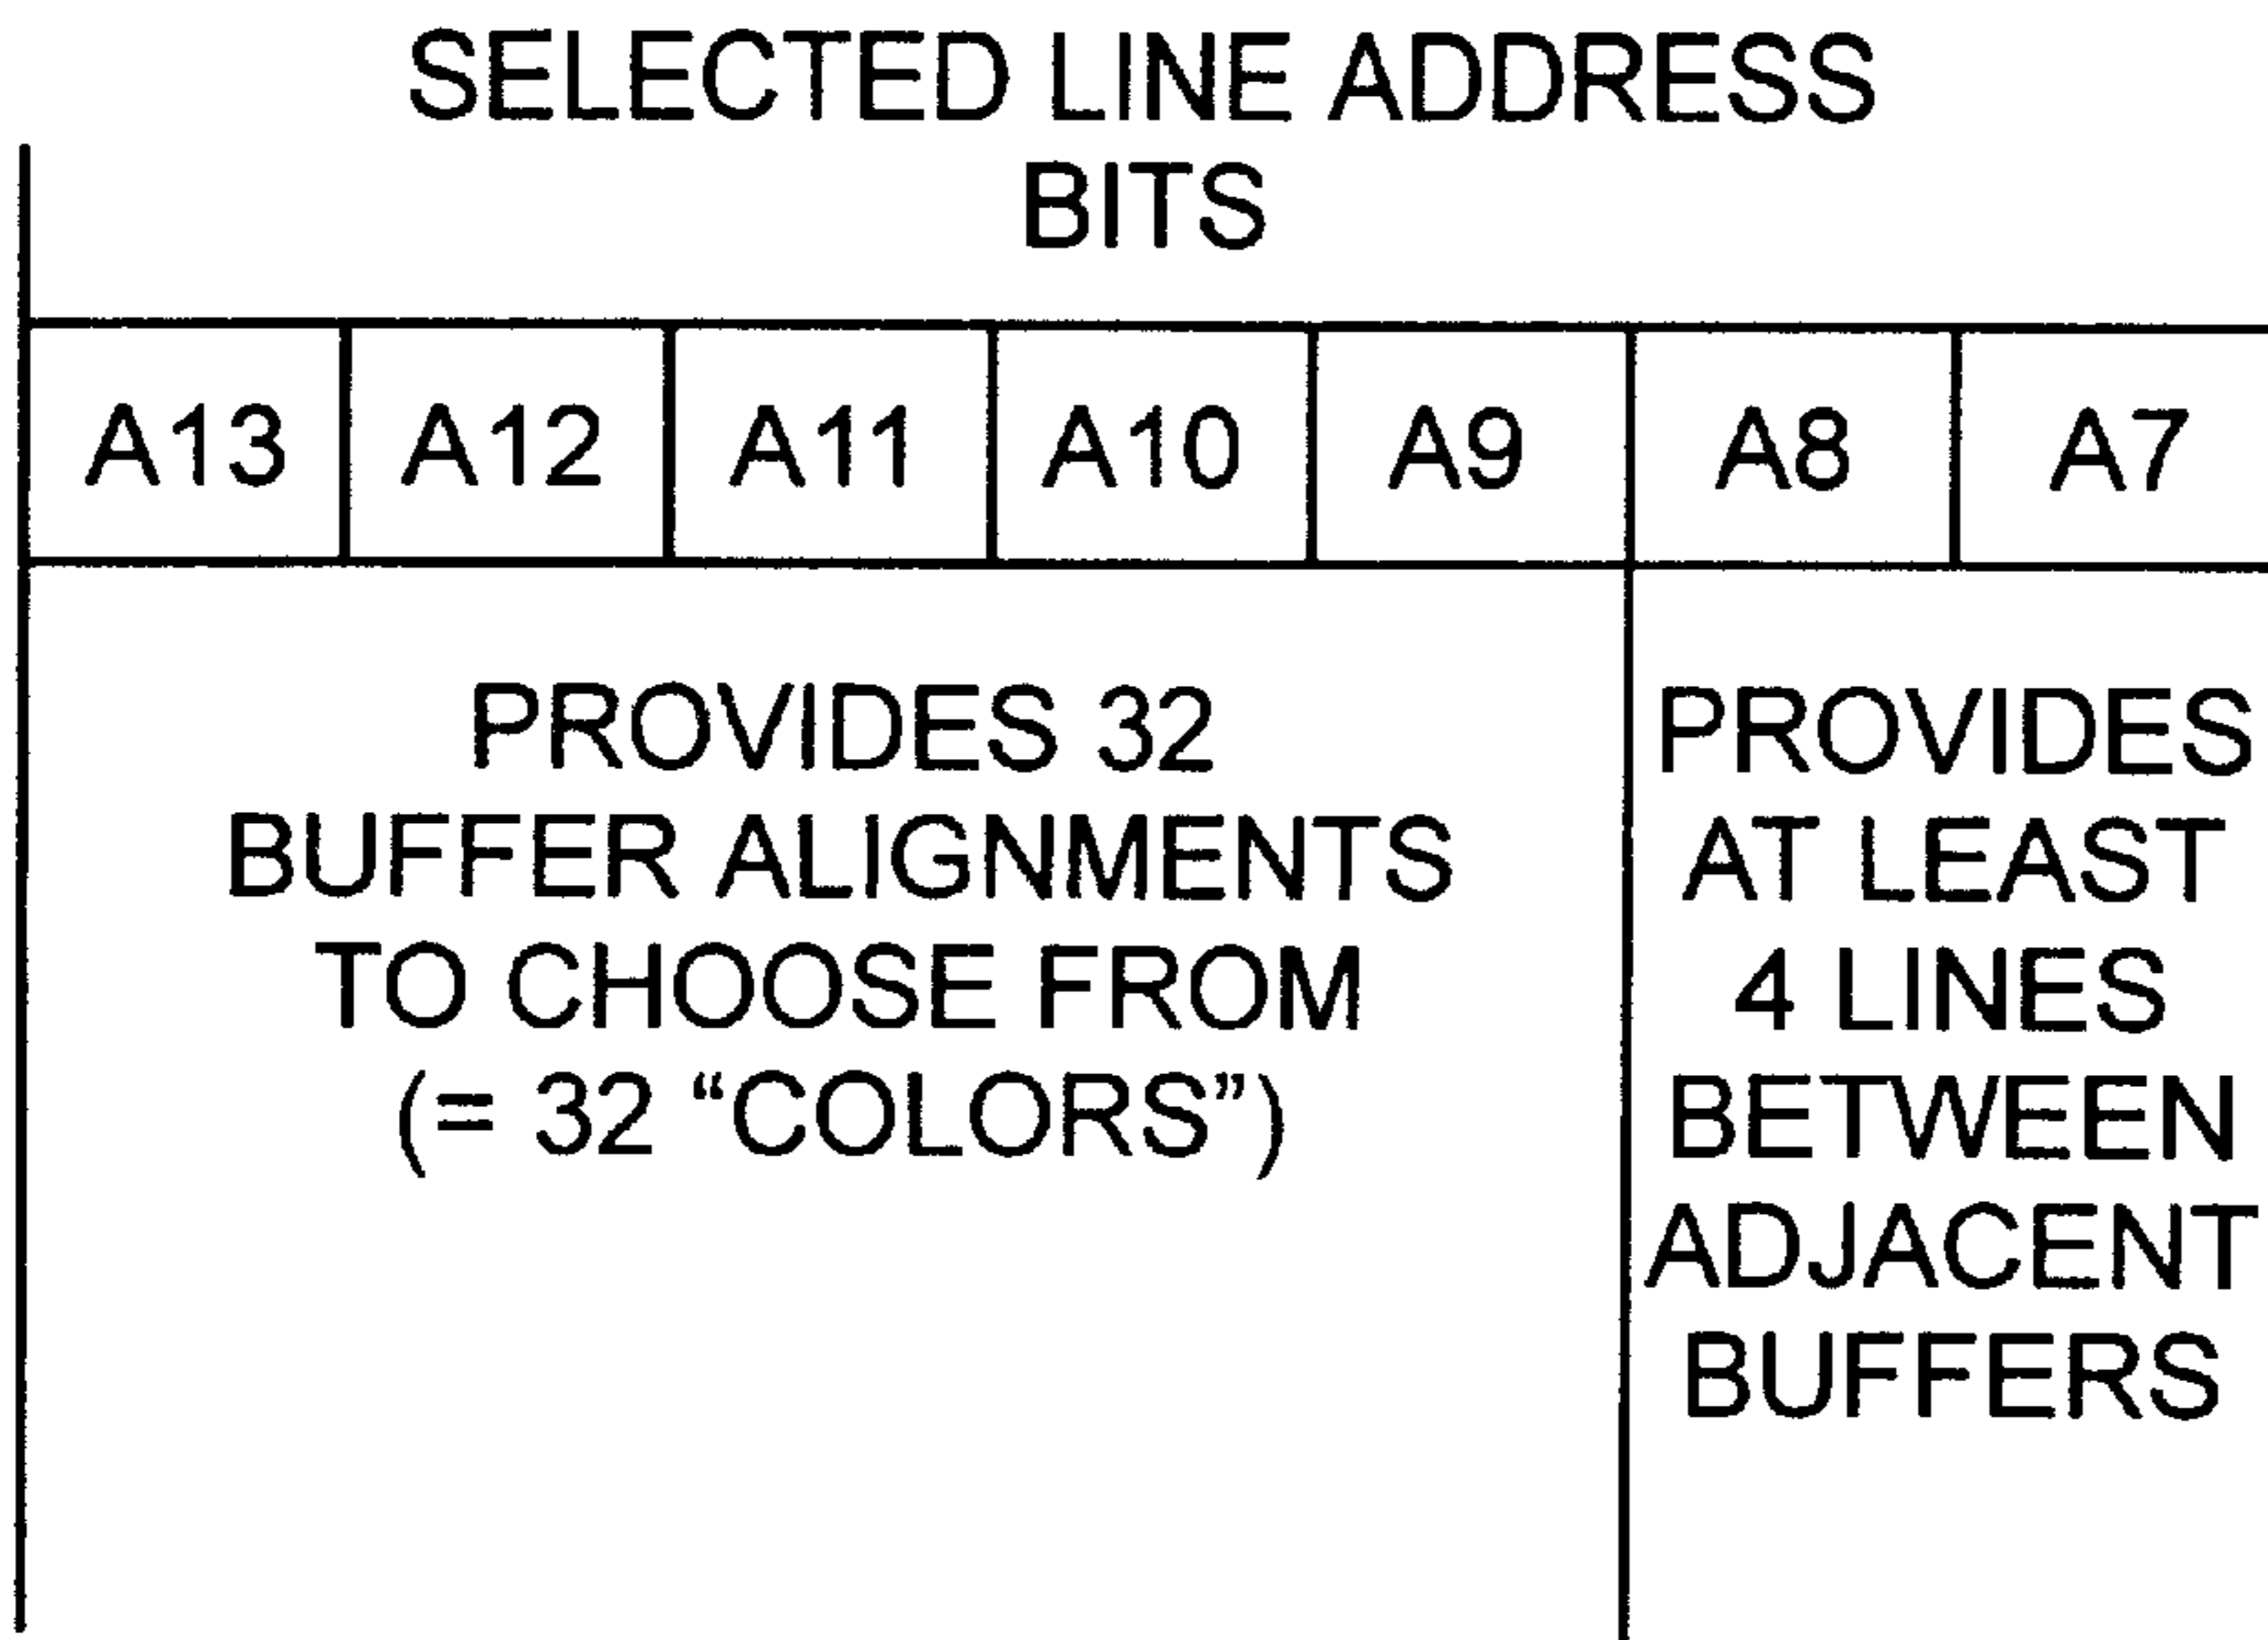 SELECTED LINE ADDRESS
BITS
A13 A12 A11 A10 A9 A8 A7
PROVIDES 32
BUFFER ALIGNMENTS
TO CHOOSE FROM
(= 32 “COLORS”)
PROVIDES
AT LEAST
4 LINES
BETWEEN
ADJACENT
BUFFERS